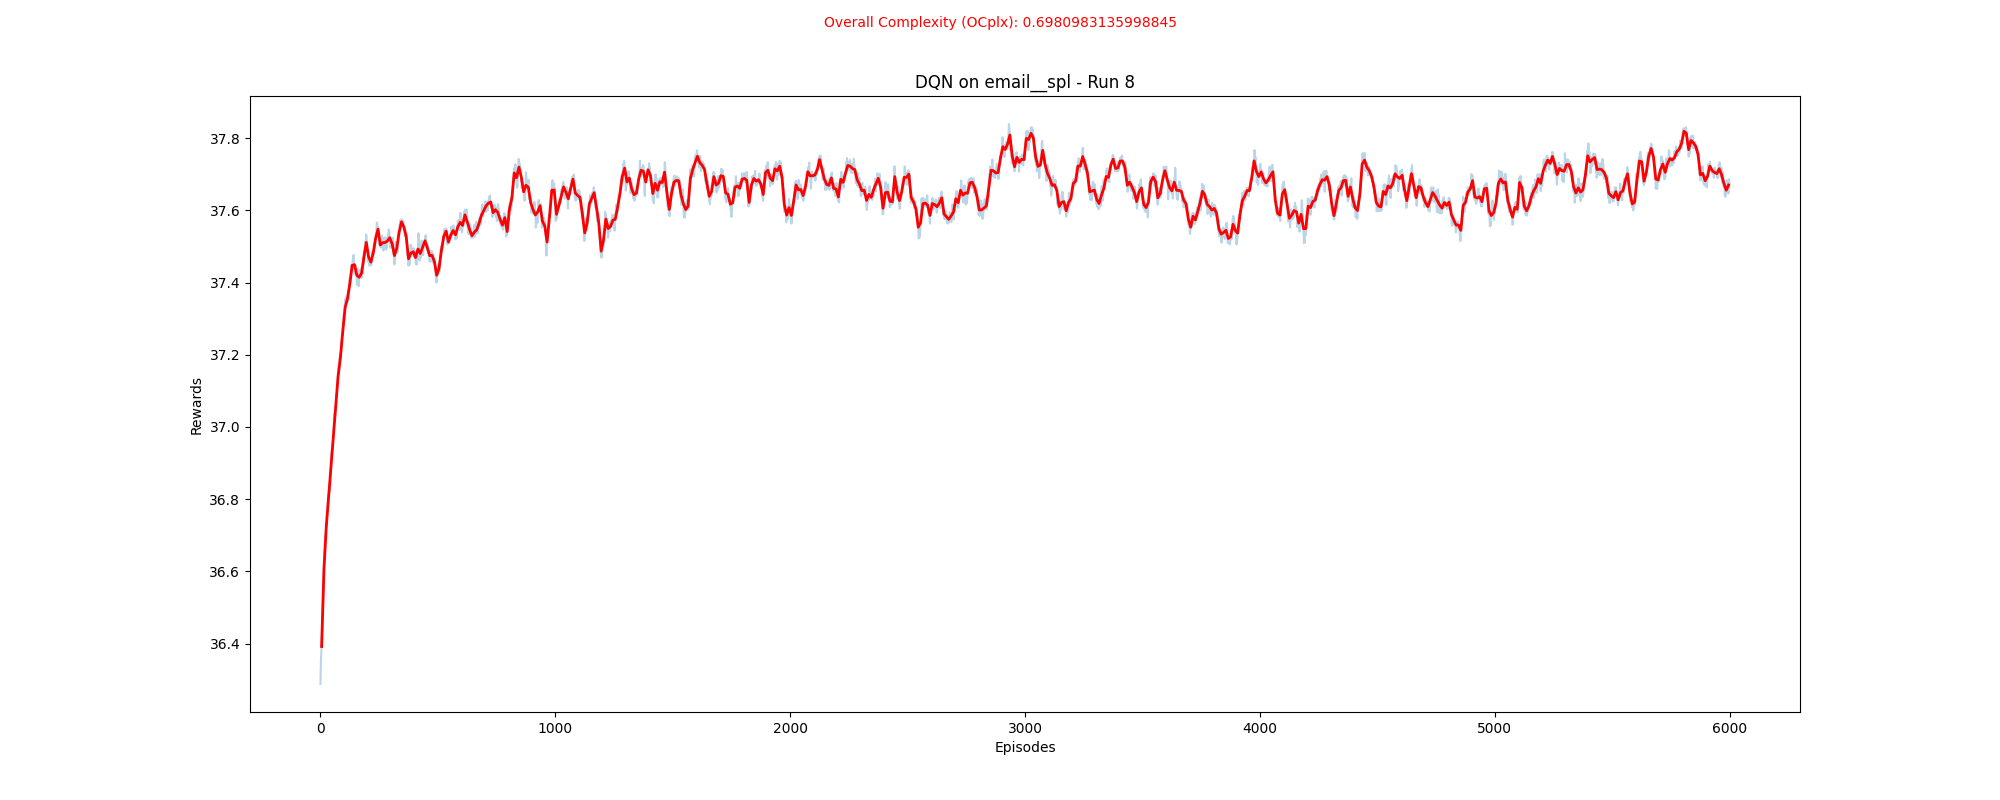 Overall Complexity (OCplx): 0.6980983135998845
DQN on email__spl - Run 8
37.8
37.6
37.4
37.2
37.0
36.8
36.6
36.4
Rewards
0 1000 2000 3000 4000 5000 6000
Episodes